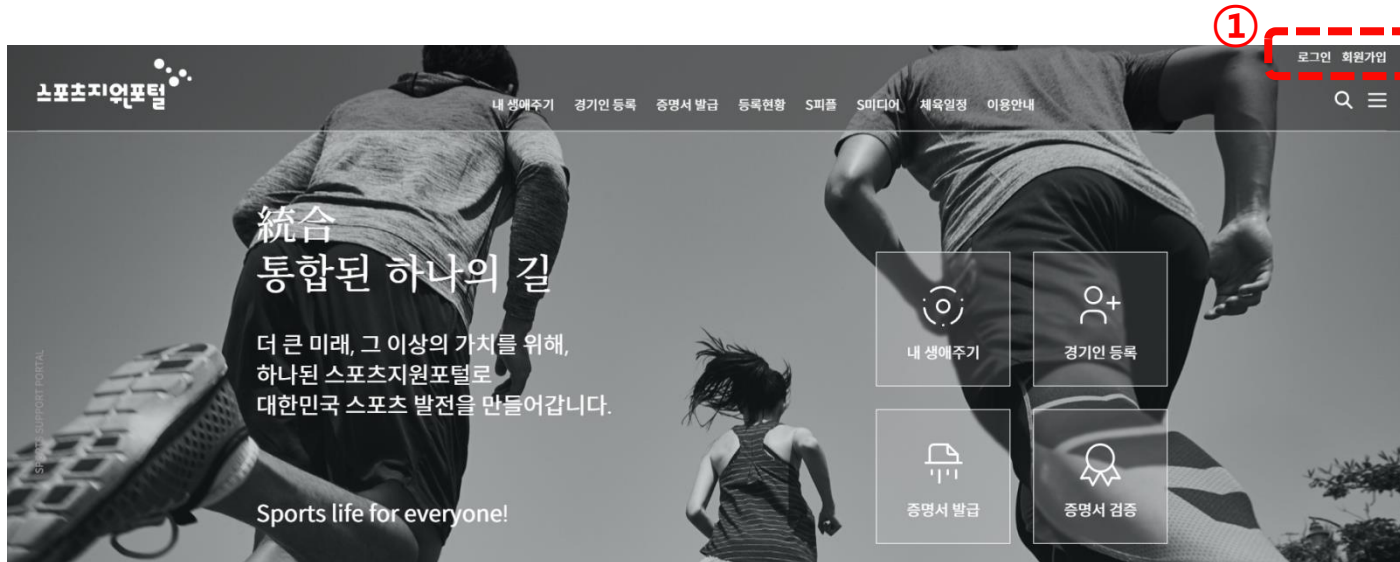 ①
로그인 회원가입
스포츠지원포털
내 생애주기 경기인 등록 증명서 발급 등록현황 S피플 S미디어 체육일정 이용안내
統合
통합된 하나의 길
더 큰 미래, 그 이상의 가치를 위해,
하나된 스포츠지원포털로
대한민국 스포츠 발전을 만들어갑니다.
Sports life for everyone!
내 생애주기 경기인 등록
증명서 발급 증명서 검증
SPORTS SUPPORT PORTAL